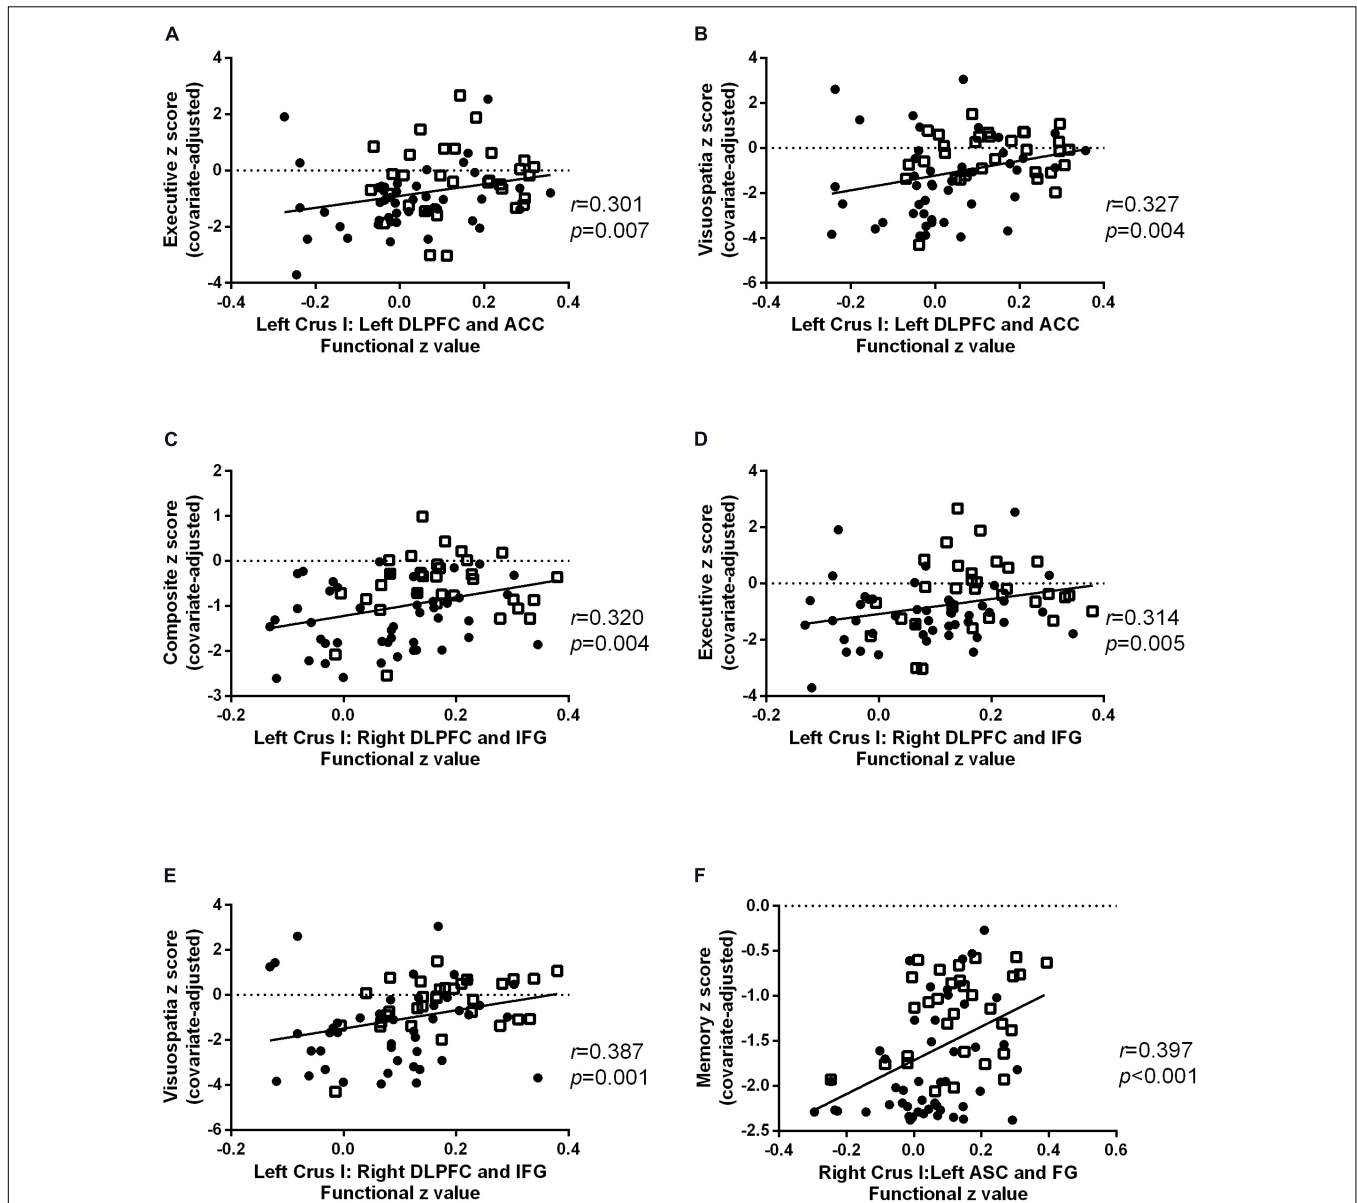 A
4
2
0
-2
-4
Executive z score
(covariate-adjusted)
-0.4 -0.2 0.0 0.2 0.4
Left Crus I: Left DLPFC and ACC
Functional z value
r=0.301
p=0.007
B
4
2
0
-2
-4
-6
Visuospatia z score
(covariate-adjusted)
-0.4 -0.2 0.0 0.2 0.4
Left Crus I: Left DLPFC and ACC
Functional z value
r=0.327
p=0.004
C
2
1
0
-1
-2
-3
Composite z score
(covariate-adjusted)
-0.2 0.0 0.2 0.4
Left Crus I: Right DLPFC and IFG
Functional z value
r=0.320
p=0.004
D
4
2
0
-2
-4
Executive z score
(covariate-adjusted)
-0.2 0.0 0.2 0.4
Left Crus I: Right DLPFC and IFG
Functional z value
r=0.314
p=0.005
E
4
2
0
-2
-4
-6
Visuospatia z score
(covariate-adjusted)
-0.2 0.0 0.2 0.4
Left Crus I: Right DLPFC and IFG
Functional z value
r=0.387
p=0.001
F
0.0
-0.5
-1.0
-1.5
-2.0
-2.5
Memory z score
(covariate-adjusted)
-0.4 -0.2 0.0 0.2 0.4 0.6
Right Crus I:Left ASC and FG
Functional z value
r=0.397
p<0.001